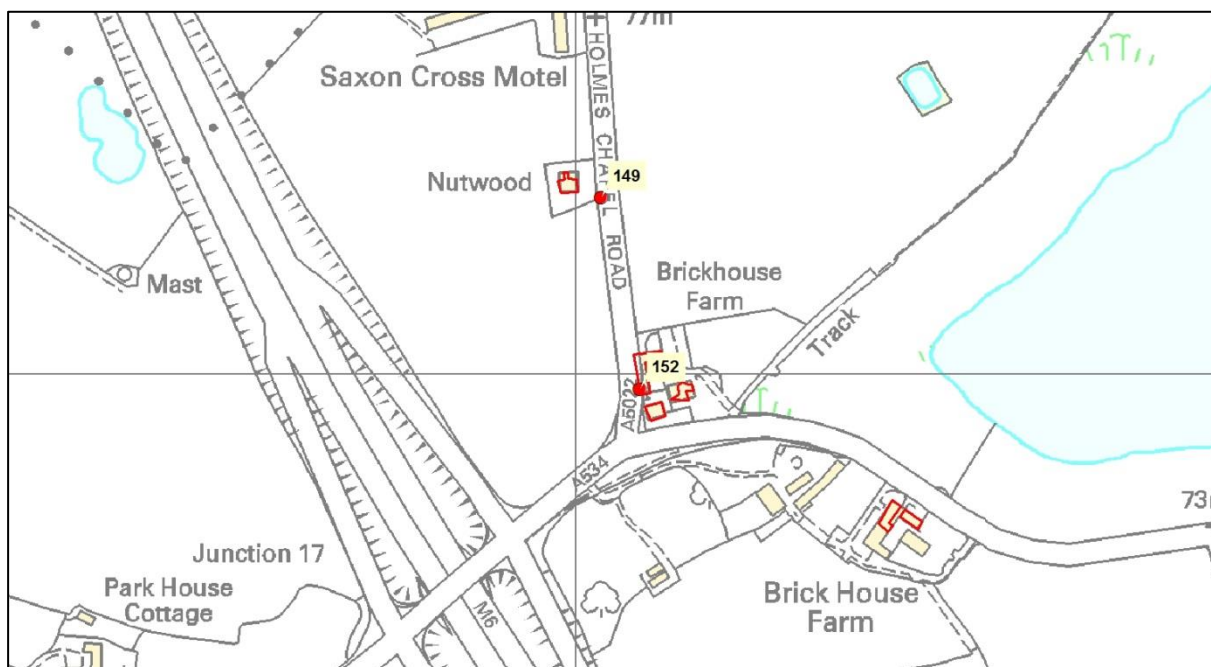 77m
Saxon Cross Motel
HOLMES CHAPEL ROAD
149
Nutwood
Brickhouse
Farm
Mast
Track
152
A5022
A534
Junction 17
Park House
Cottage
M6
Brick House
Farm